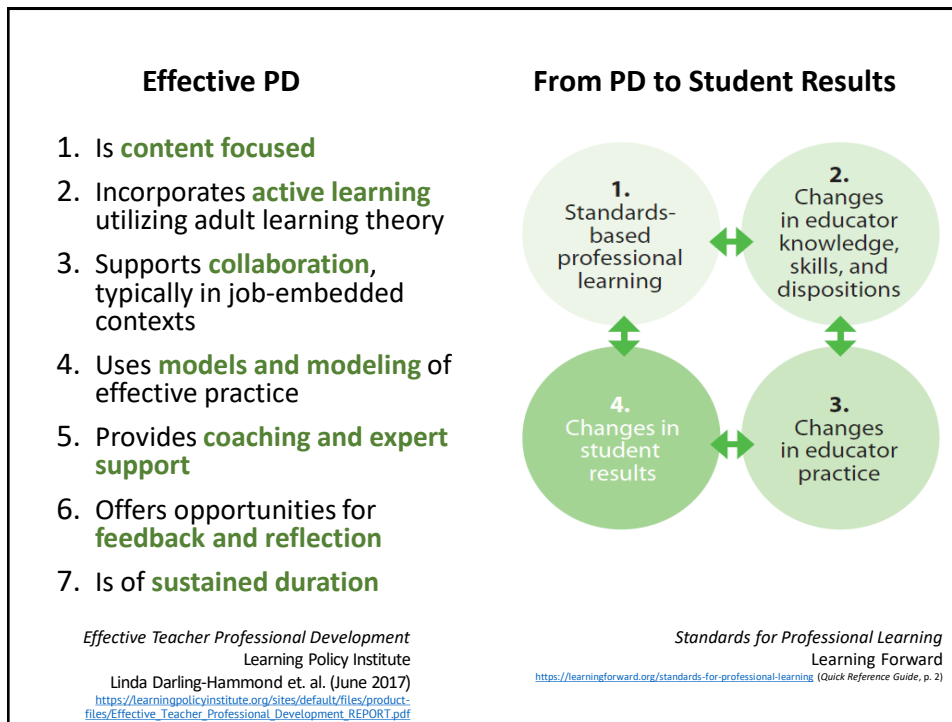 Effective PD
1. Is content focused
2. Incorporates active learning
utilizing adult learning theory
3. Supports collaboration,
typically in job-embedded
contexts
4. Uses models and modeling of
effective practice
5. Provides coaching and expert
support
6. Offers opportunities for
feedback and reflection
7. Is of sustained duration
Effective Teacher Professional Development
Learning Policy Institute
Linda Darling-Hammond et. al. (June 2017)
https://learningpolicyinstitute.org/sites/default/files/product-
files/Effective_Teacher_Professional_Development_REPORT.pdf
From PD to Student Results
1.
Standards-
based
professional
learning
2.
Changes
in educator
knowledge,
skills, and
dispositions
3.
Changes
in educator
practice
4.
Changes in
student
results
Standards for Professional Learning
Learning Forward
https://learningforward.org/standards-for-professional-learning (Quick Reference Guide, p. 2)